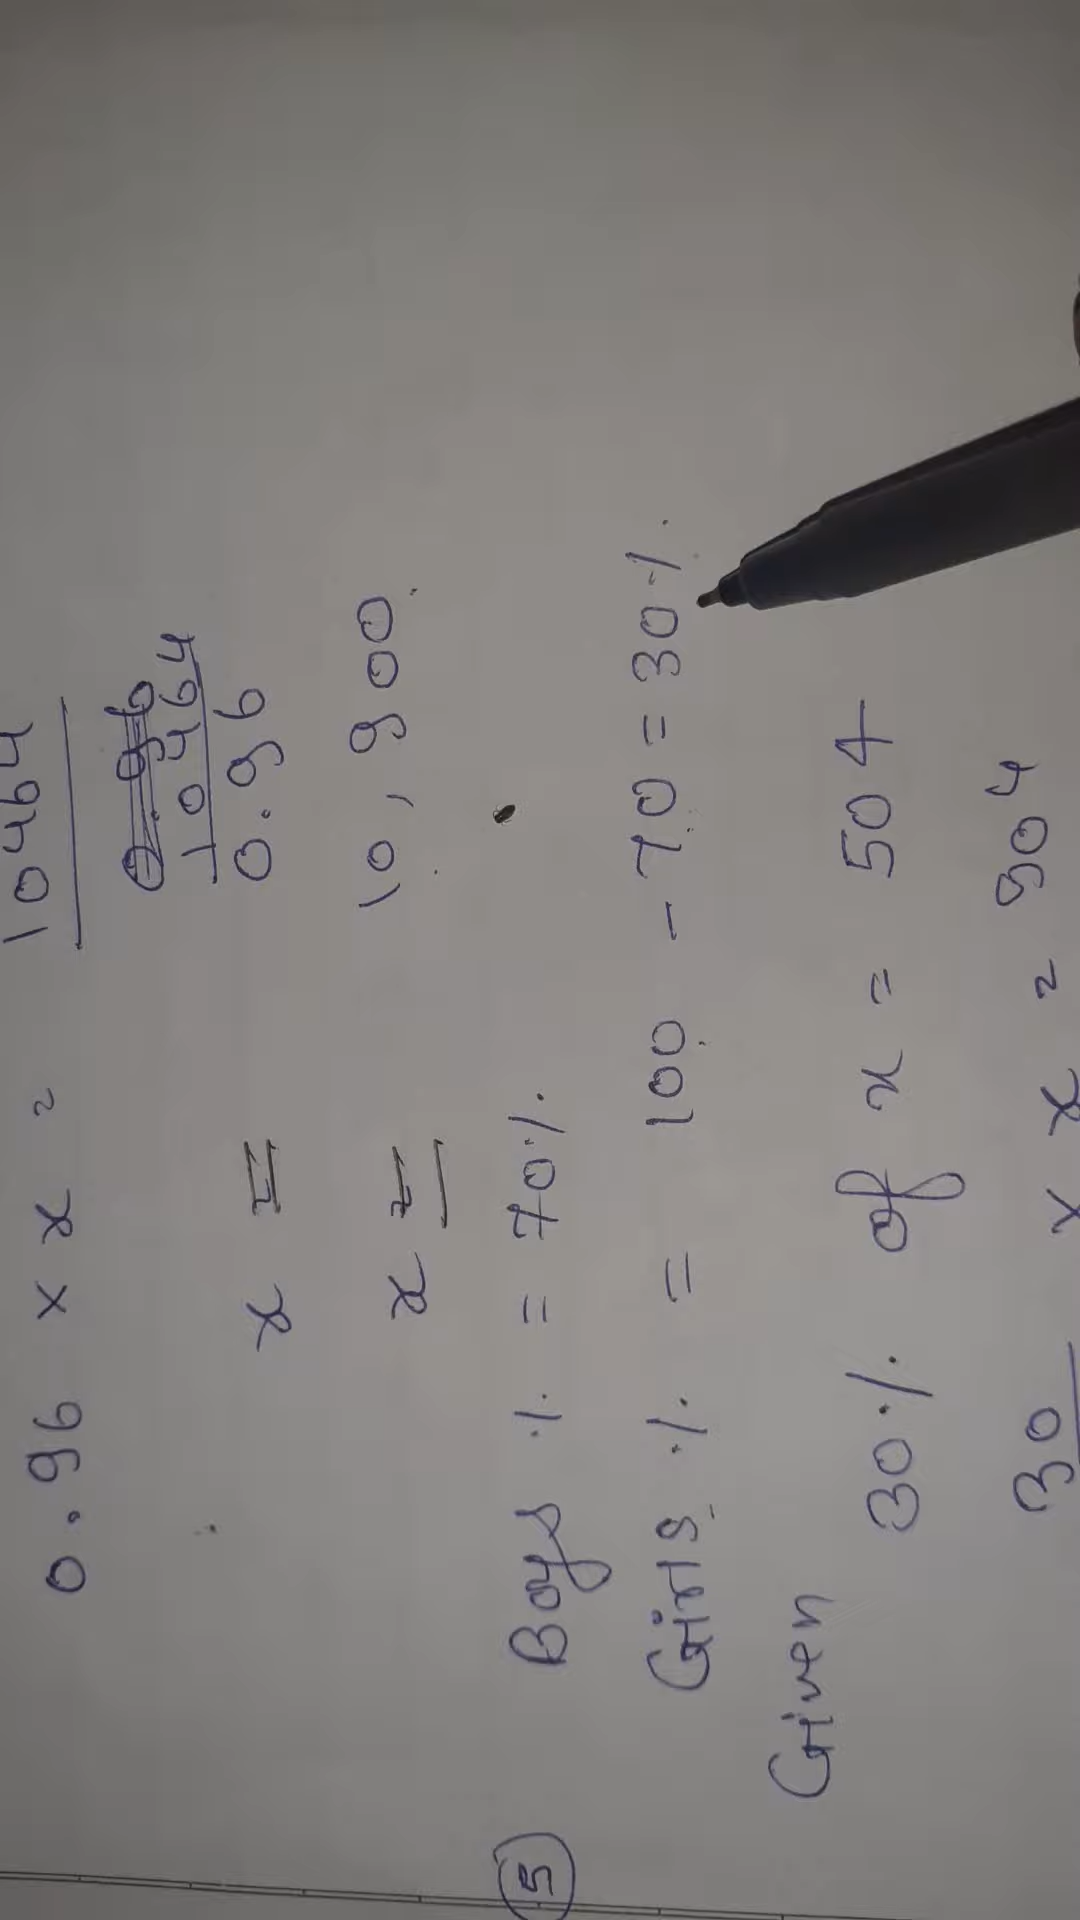 0.96 × x = 10464
10464
x = 0.96
x = 10,900
5 Boys % = 70%.
Girls % = 100 - 70 = 30%.
Given
30% of x = 504
30 × x = 904